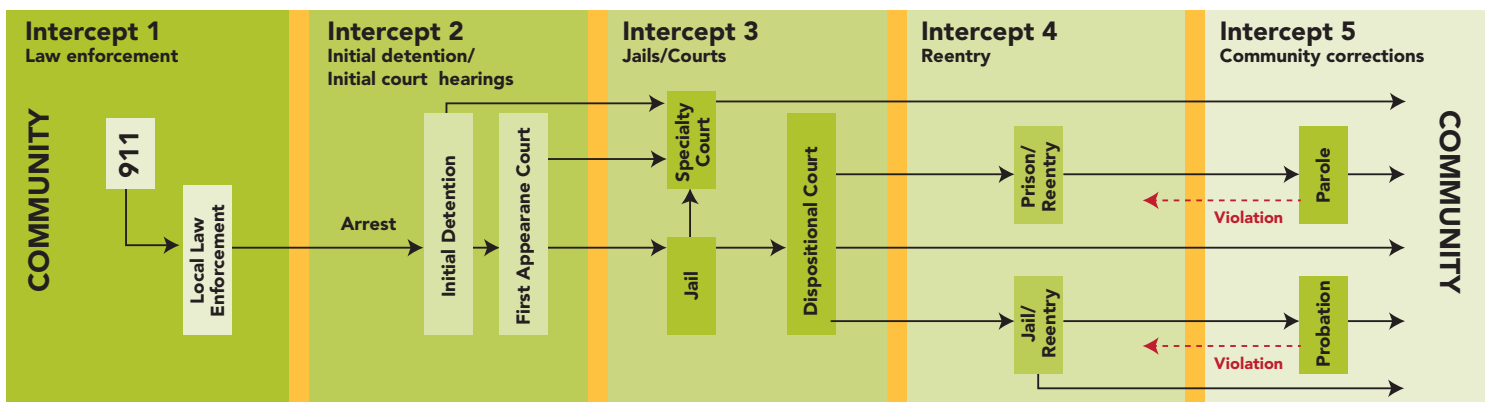 Intercept 1
Law enforcement
COMMUNITY
911
Local Law
Enforcement
Intercept 2
Initial detention/
Initial court hearings
Arrest
Initial Detention
First Appearane Court
Intercept 3
Jails/Courts
Specialty
Court
Jail
Dispositional Court
Intercept 4
Reentry
Prison/
Reentry
Jail/
Reentry
Intercept 5
Community corrections
Parole
Violation
Probation
Violation
COMMUNITY